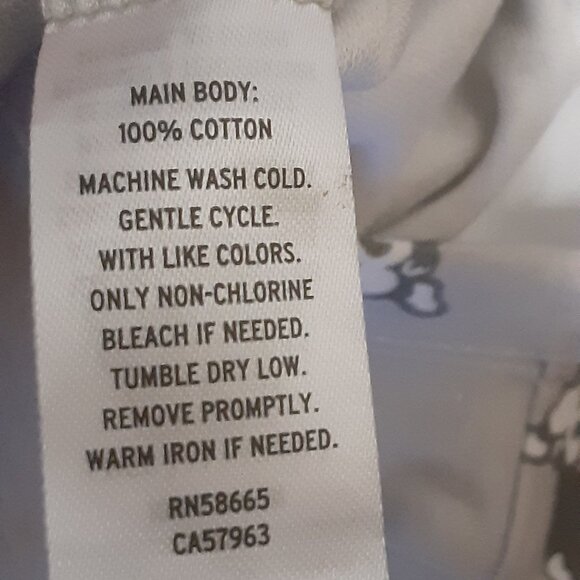 MAIN BODY:
100% COTTON
MACHINE WASH COLD.
GENTLE CYCLE.
WITH LIKE COLORS.
ONLY NON-CHLORINE
BLEACH IF NEEDED.
TUMBLE DRY LOW.
REMOVE PROMPTLY.
WARM IRON IF NEEDED.
RN58665
CA57963